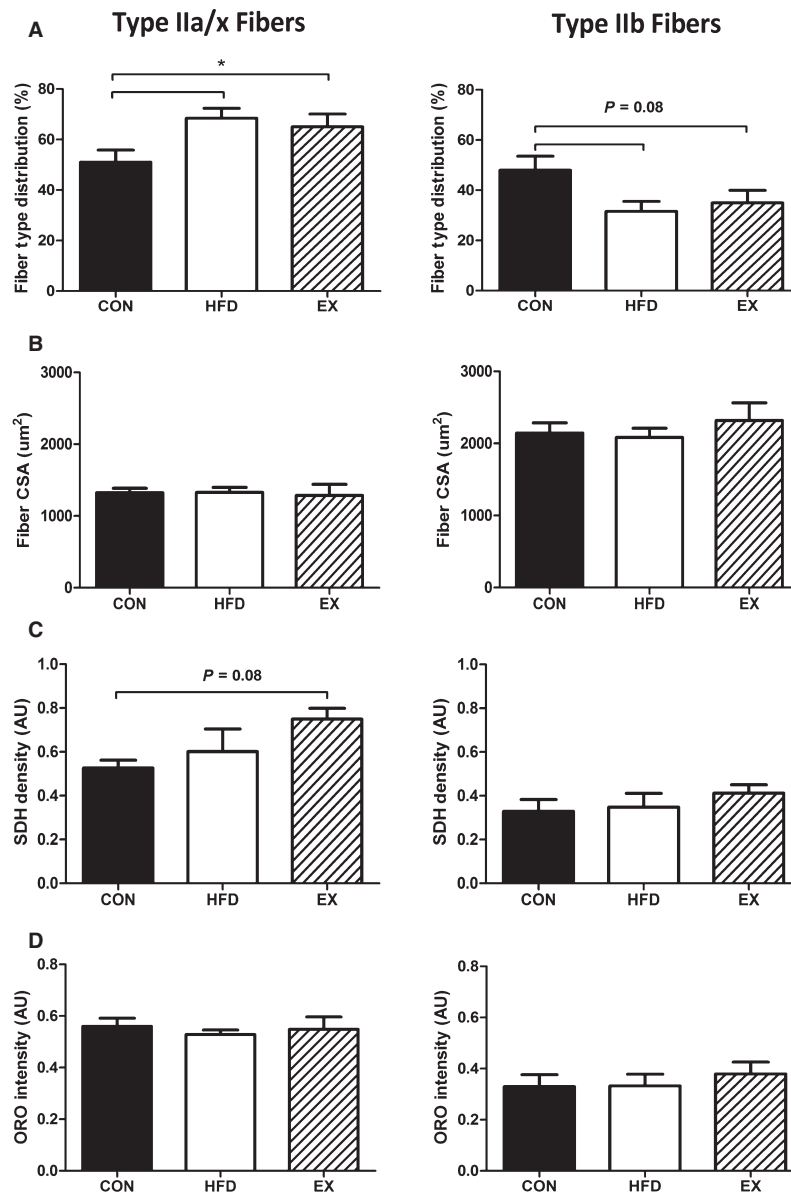 Type IIa/x Fibers
Type IIb Fibers
A
Fiber type distribution (%)
80
60
40
20
0
*
CON HFD EX
Fiber type distribution (%)
80
60
40
20
0
P = 0.08
CON HFD EX
B
Fiber CSA (um²)
3000
2000
1000
0
CON HFD EX
Fiber CSA (um²)
3000
2000
1000
0
CON HFD EX
C
SDH density (AU)
1.0
0.8
0.6
0.4
0.2
0.0
P = 0.08
CON HFD EX
SDH density (AU)
1.0
0.8
0.6
0.4
0.2
0.0
CON HFD EX
D
ORO intensity (AU)
0.8
0.6
0.4
0.2
0.0
CON HFD EX
ORO intensity (AU)
0.8
0.6
0.4
0.2
0.0
CON HFD EX